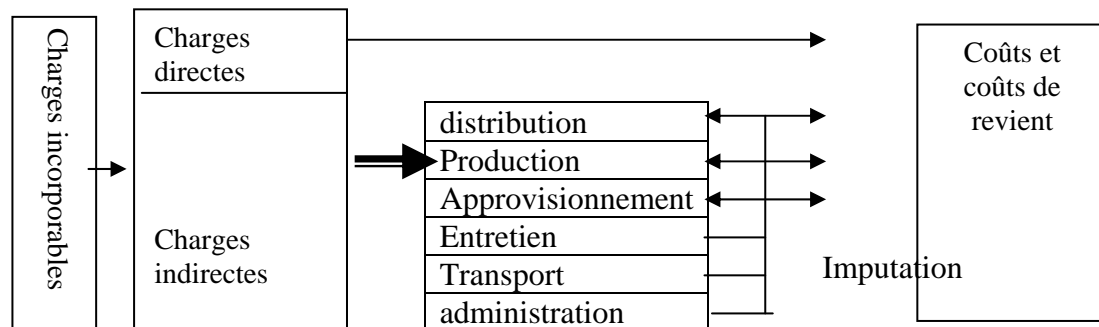 Charges incorporables
Charges
directes
Charges
indirectes
distribution
Production
Approvisionnement
Entretien
Transport
administration
Imputation
Coûts et
coûts de
revient